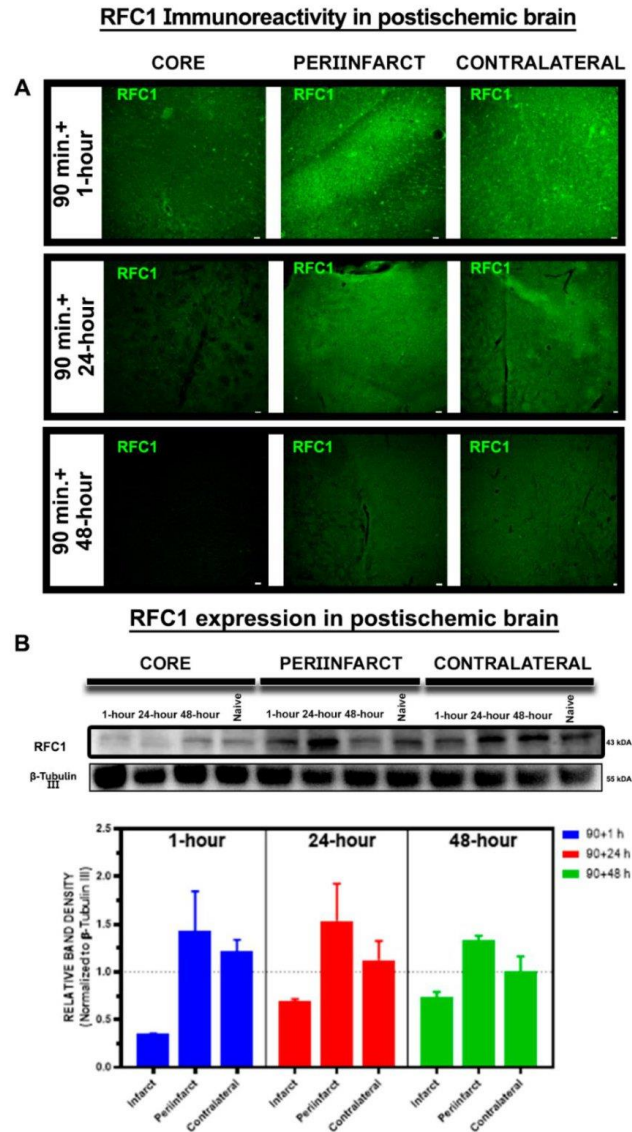 RFC1 Immunoreactivity in postischemic brain
CORE PERIINFARCT CONTRALATERAL
A
90 min.+
1-hour
RFC1 RFC1 RFC1
90 min.+
24-hour
RFC1 RFC1 RFC1
90 min.+
48-hour
RFC1 RFC1 RFC1
RFC1 expression in postischemic brain
B
CORE PERIINFARCT CONTRALATERAL
1-hour 24-hour 48-hour Naive 1-hour 24-hour 48-hour Naive 1-hour 24-hour 48-hour Naive
RFC1 43 kDA
β-Tubulin
III
55 kDA
RELATIVE BAND DENSITY
(Normalized to β-Tubulin III)
2.5
2.0
1.5
1.0
0.5
0.0
1-hour 24-hour 48-hour
90+1 h
90+24 h
90+48 h
Infarct Periinfarct Contralateral Infarct Periinfarct Contralateral Infarct Periinfarct Contralateral